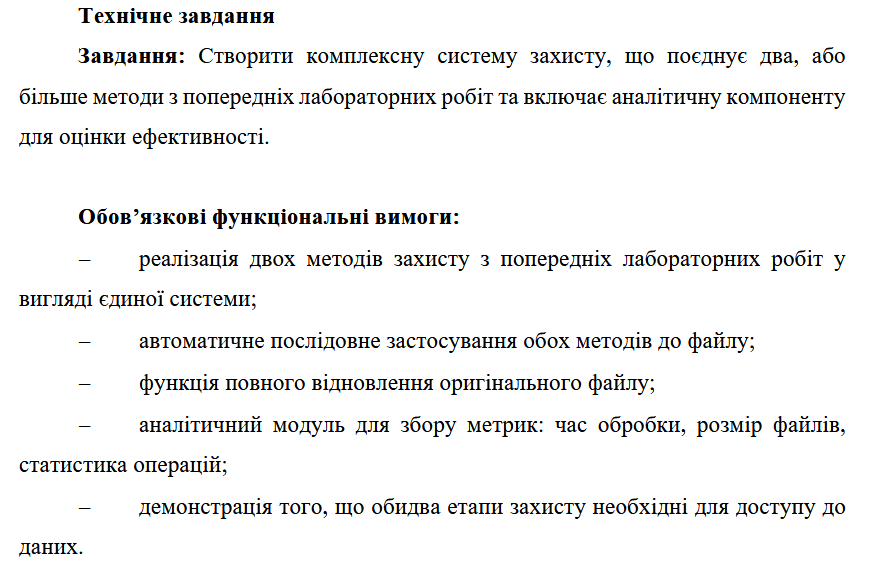 Технічне завдання
Завдання: Створити комплексну систему захисту, що поєднує два, або
більше методи з попередніх лабораторних робіт та включає аналітичну компоненту
для оцінки ефективності.
Обов’язкові функціональні вимоги:
– реалізація двох методів захисту з попередніх лабораторних робіт у
вигляді єдиної системи;
– автоматичне послідовне застосування обох методів до файлу;
– функція повного відновлення оригінального файлу;
– аналітичний модуль для збору метрик: час обробки, розмір файлів,
статистика операцій;
– демонстрація того, що обидва етапи захисту необхідні для доступу до
даних.